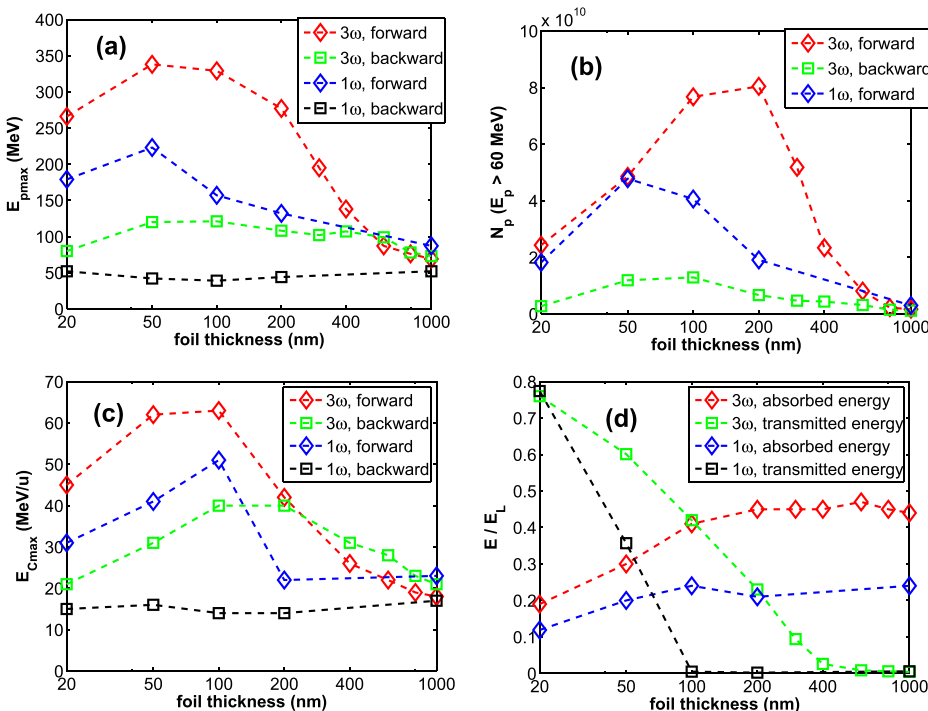 (a)
3ω, forward
3ω, backward
1ω, forward
1ω, backward
E_pmax (MeV)
400
350
300
250
200
150
100
50
0
20 50 100 200 400 1000
foil thickness (nm)
(b)
x 10^10
3ω, forward
3ω, backward
1ω, forward
N_p (E_p > 60 MeV)
10
8
6
4
2
0
20 50 100 200 400 1000
foil thickness (nm)
(c)
3ω, forward
3ω, backward
1ω, forward
1ω, backward
E_Cmax (MeV/u)
70
60
50
40
30
20
10
0
20 50 100 200 400 1000
foil thickness (nm)
(d)
3ω, absorbed energy
3ω, transmitted energy
1ω, absorbed energy
1ω, transmitted energy
E / E_L
0.8
0.7
0.6
0.5
0.4
0.3
0.2
0.1
0
20 50 100 200 400 1000
foil thickness (nm)